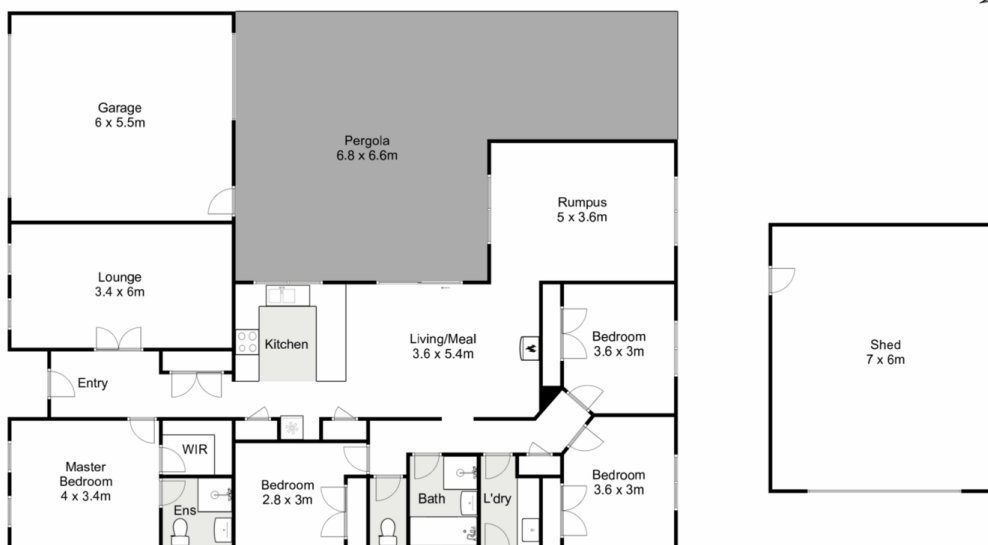 Garage
6 x 5.5m
Pergola
6.8 x 6.6m
Rumpus
5 x 3.6m
Lounge
3.4 x 6m
Kitchen
Living/Meal
3.6 x 5.4m
Bedroom
3.6 x 3m
Shed
7 x 6m
Entry
WIR
Master
Bedroom
4 x 3.4m
Ens
Bedroom
2.8 x 3m
Bath
L'dry
Bedroom
3.6 x 3m